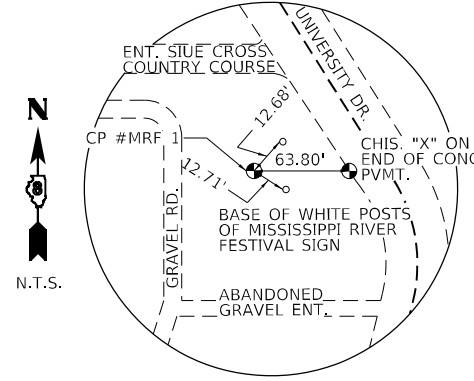 ENT. SIUE CROSS
COUNTRY COURSE
UNIVERSITY DR.
N
8
N.T.S.
CP #MRF 1
12.68'
12.71'
63.80'
CHIS. "X" ON
END OF CONC
PVMT.
BASE OF WHITE POSTS
OF MISSISSIPPI RIVER
FESTIVAL SIGN
GRAVEL RD.
ABANDONED
GRAVEL ENT.